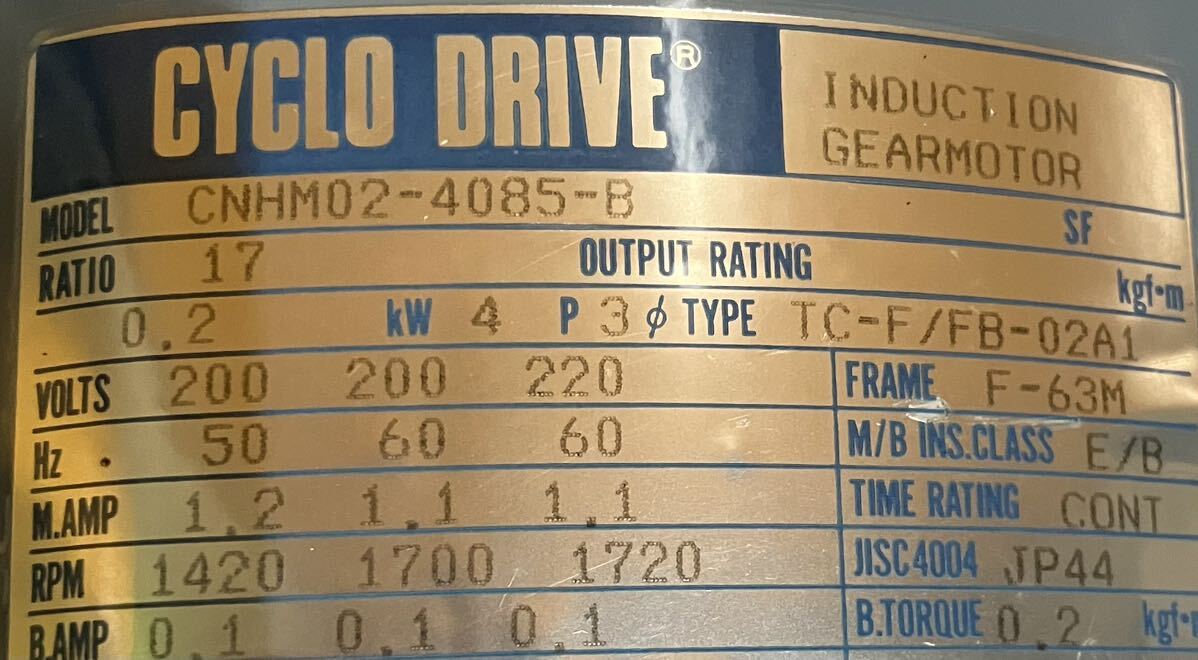 CYCLO DRIVE®
INDUCTION
GEARMOTOR
MODEL CNHM02-4085-B
SF
RATIO 17 OUTPUT RATING kgf・m
0.2 kW 4 P 3 φ TYPE TC-F/FB-02A1
VOLTS 200 200 220 FRAME F-63M
Hz 50 60 60 M/B INS.CLASS E/B
M.AMP 1.2 1.1 1.1 TIME RATING CONT
RPM 1420 1700 1720 JISC4004 JP44
B.AMP 0.1 0.1 0.1 B.TORQUE 0.2